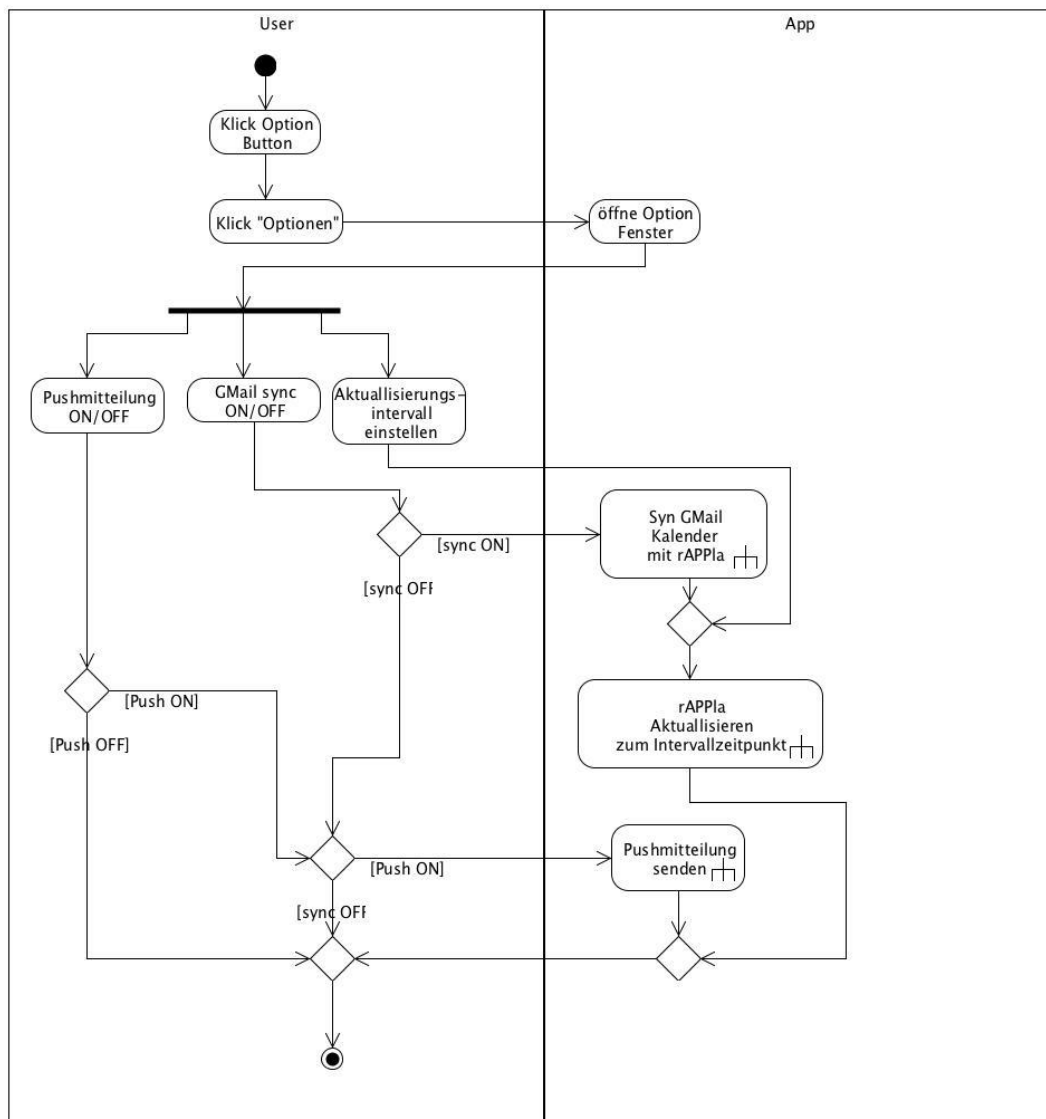 User
App
Klick Option
Button
Klick "Optionen"
öffne Option
Fenster
Pushmitteilung
ON/OFF
GMail sync
ON/OFF
Aktuallisierungs-
intervall
einstellen
[sync ON]
[sync OFF
Syn GMail
Kalender
mit rAPPla
[Push ON]
[Push OFF]
rAPPla
Aktuallisieren
zum Intervallzeitpunkt
[Push ON]
[sync OFF
Pushmitteilung
senden